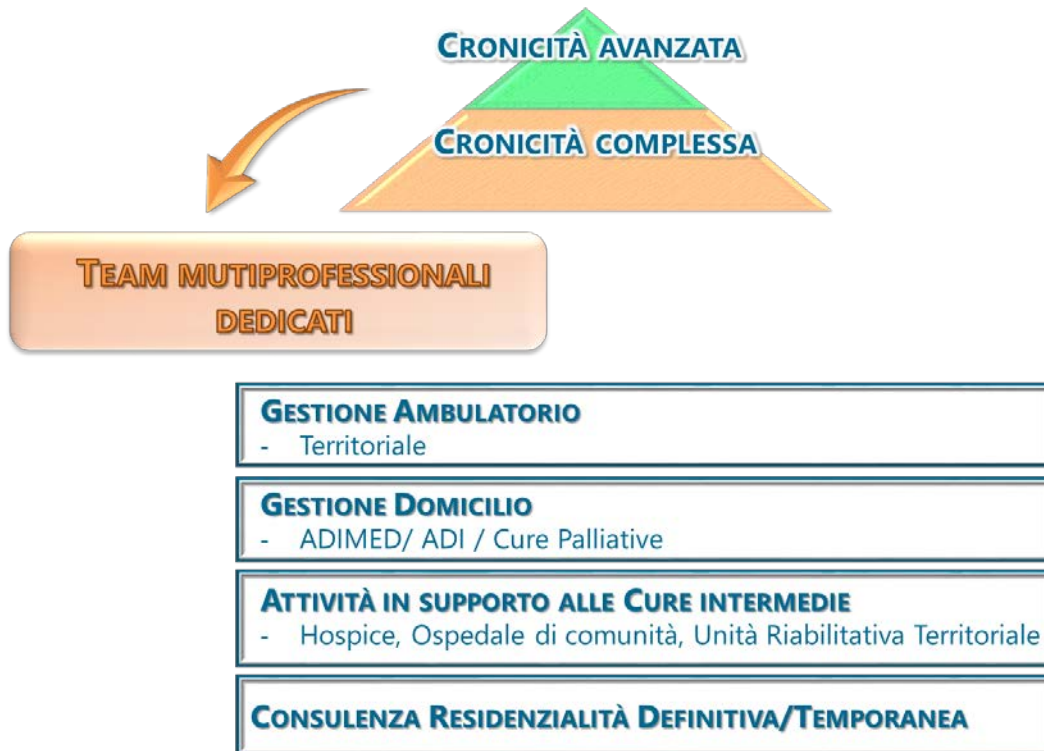 CRONICITÀ AVANZATA
CRONICITÀ COMPLESSA
TEAM MUTIPROFESSIONALI
DEDICATI
GESTIONE AMBULATORIO
- Territoriale
GESTIONE DOMICILIO
- ADIMED/ ADI / Cure Palliative
ATTIVITÀ IN SUPPORTO ALLE CURE INTERMEDIE
- Hospice, Ospedale di comunità, Unità Riabilitativa Territoriale
CONSULENZA RESIDENZIALITÀ DEFINITIVA/TEMPORANEA